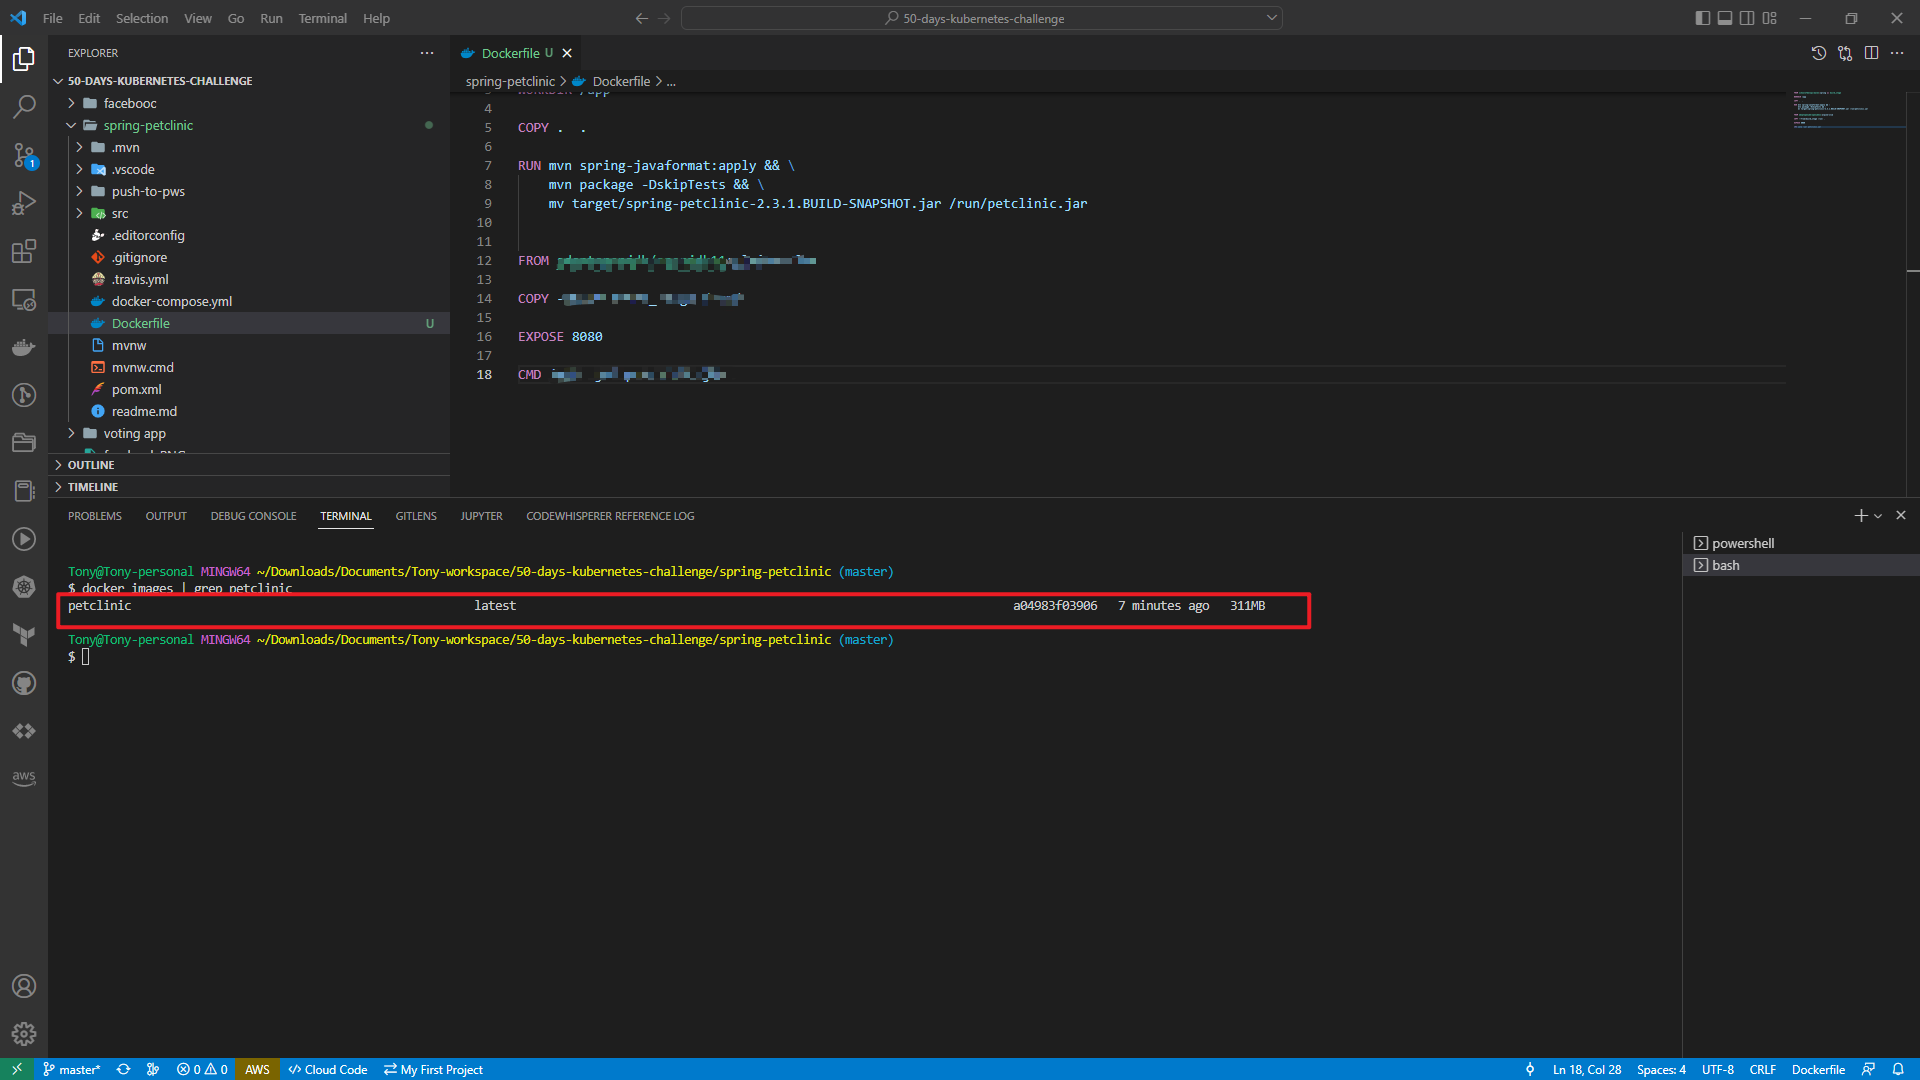 File Edit Selection View Go Run Terminal Help
50-days-kubernetes-challenge
EXPLORER
50-DAYS-KUBERNETES-CHALLENGE
facebooc
spring-petclinic
.mvn
.vscode
push-to-pws
src
.editorconfig
.gitignore
.travis.yml
docker-compose.yml
Dockerfile U
mvnw
mvnw.cmd
pom.xml
readme.md
voting app
OUTLINE
TIMELINE
Dockerfile U
spring-petclinic > Dockerfile > ...
4
5 COPY . .
6
7 RUN mvn spring-javaformat:apply && \
8 mvn package -DskipTests && \
9 mv target/spring-petclinic-2.3.1.BUILD-SNAPSHOT.jar /run/petclinic.jar
10
11
12 FROM
13
14 COPY
15
16 EXPOSE 8080
17
18 CMD
PROBLEMS OUTPUT DEBUG CONSOLE TERMINAL GITLENS JUPYTER CODEWHISPERER REFERENCE LOG
powershell
bash
Tony@Tony-personal MINGW64 ~/Downloads/Documents/Tony-workspace/50-days-kubernetes-challenge/spring-petclinic (master)
$ docker images | grep petclinic
petclinic latest a04983f03906 7 minutes ago 311MB
Tony@Tony-personal MINGW64 ~/Downloads/Documents/Tony-workspace/50-days-kubernetes-challenge/spring-petclinic (master)
$
1
aws
master* 0 0 AWS Cloud Code My First Project Ln 18, Col 28 Spaces: 4 UTF-8 CRLF Dockerfile